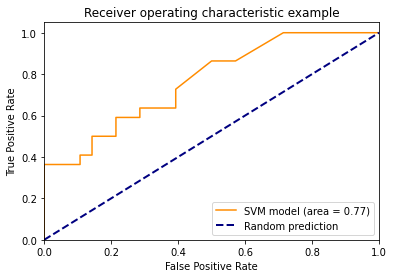 Receiver operating characteristic example
True Positive Rate
1.0
0.8
0.6
0.4
0.2
0.0
SVM model (area = 0.77)
Random prediction
0.0 0.2 0.4 0.6 0.8 1.0
False Positive Rate